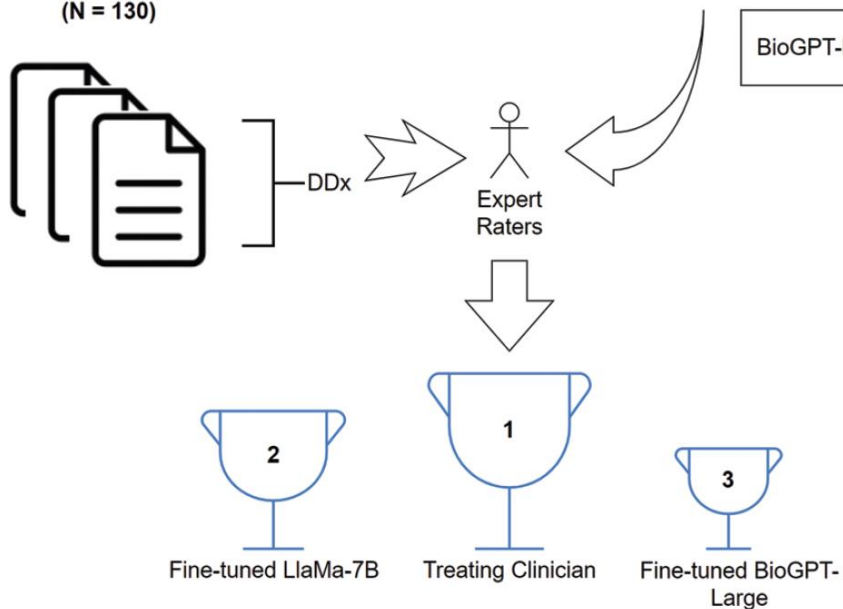 (N = 130)
BioGPT-
DDx
Expert
Raters
2
1
3
Fine-tuned LlaMa-7B
Treating Clinician
Fine-tuned BioGPT-
Large